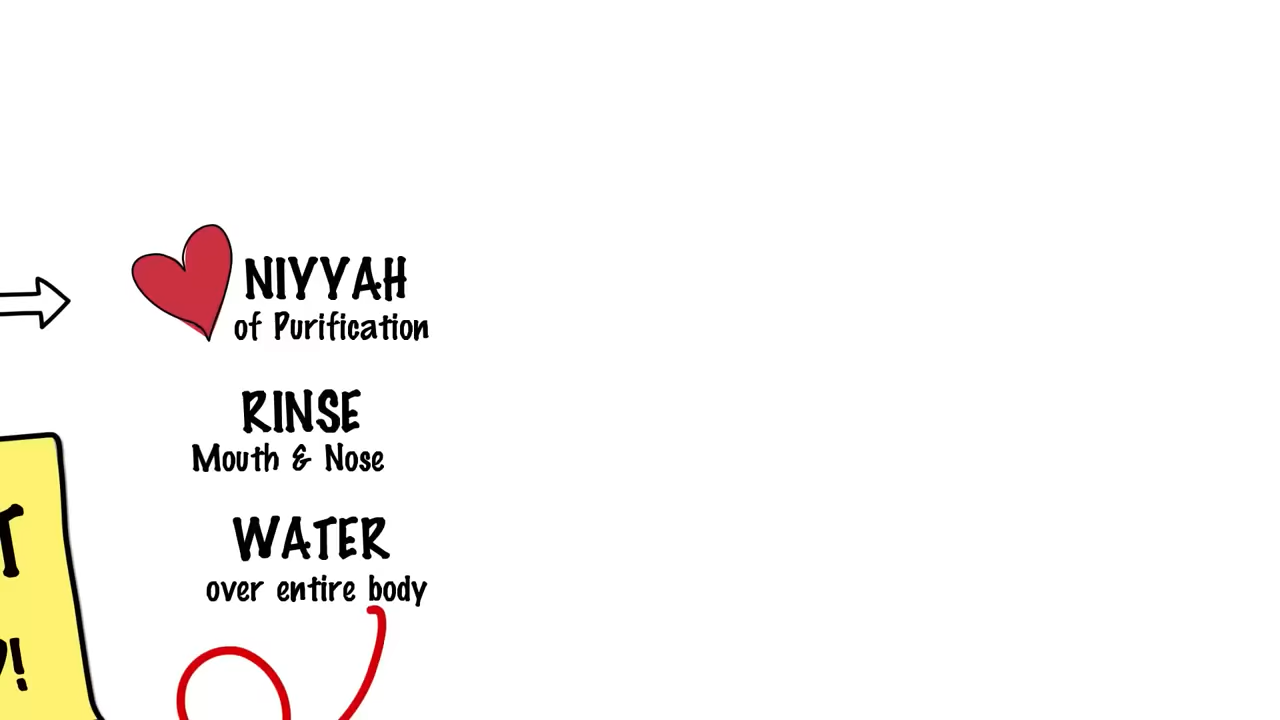 NIYYAH
of Purification
RINSE
Mouth & Nose
WATER
over entire body